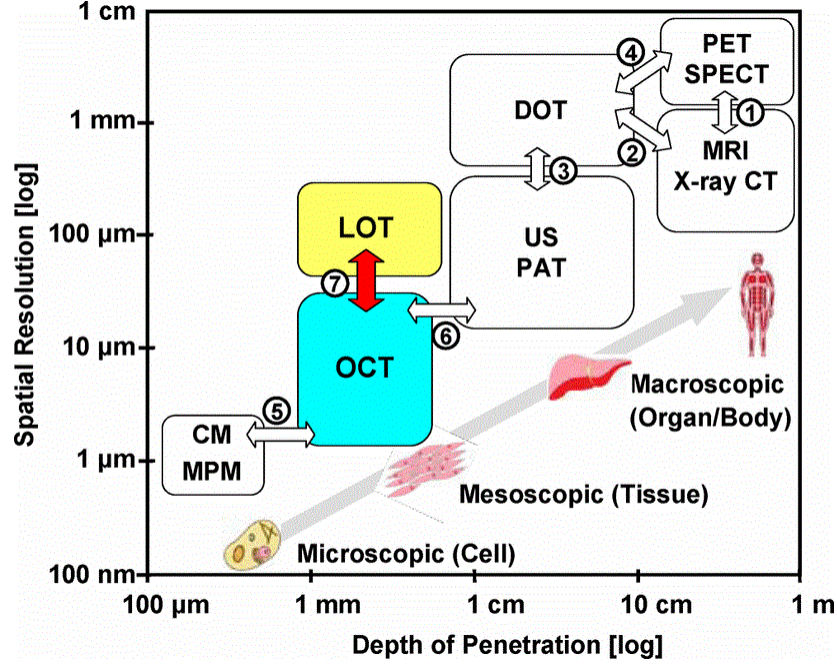 1 cm
1 mm
100 µm
10 µm
1 µm
100 nm
Spatial Resolution [log]
PET
SPECT
4
1
DOT
2
MRI
X-ray CT
3
US
PAT
LOT
7
OCT
6
5
CM
MPM
Macroscopic
(Organ/Body)
Mesoscopic (Tissue)
Microscopic (Cell)
100 µm
1 mm
1 cm
10 cm
1 m
Depth of Penetration [log]